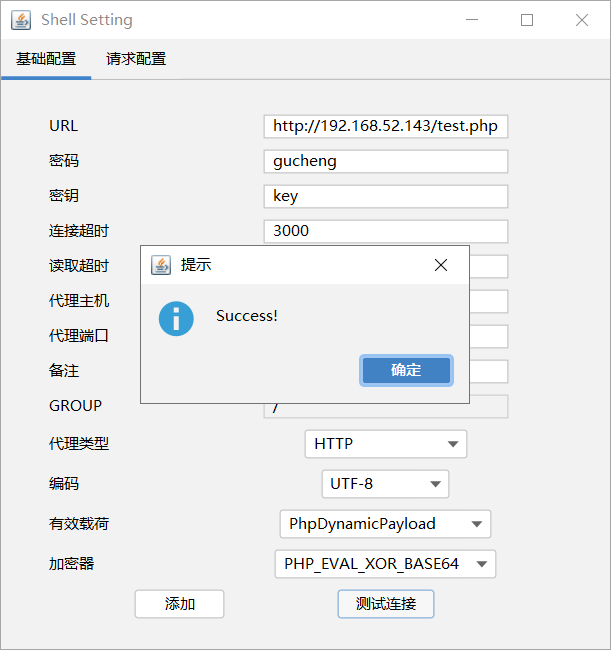 Shell Setting
基础配置 请求配置
URL http://192.168.52.143/test.php
密码 gucheng
密钥 key
连接超时 3000
读取超时
提示
代理主机
Success!
代理端口
备注
确定
GROUP /
代理类型 HTTP
编码 UTF-8
有效载荷 PhpDynamicPayload
加密器 PHP_EVAL_XOR_BASE64
添加 测试连接